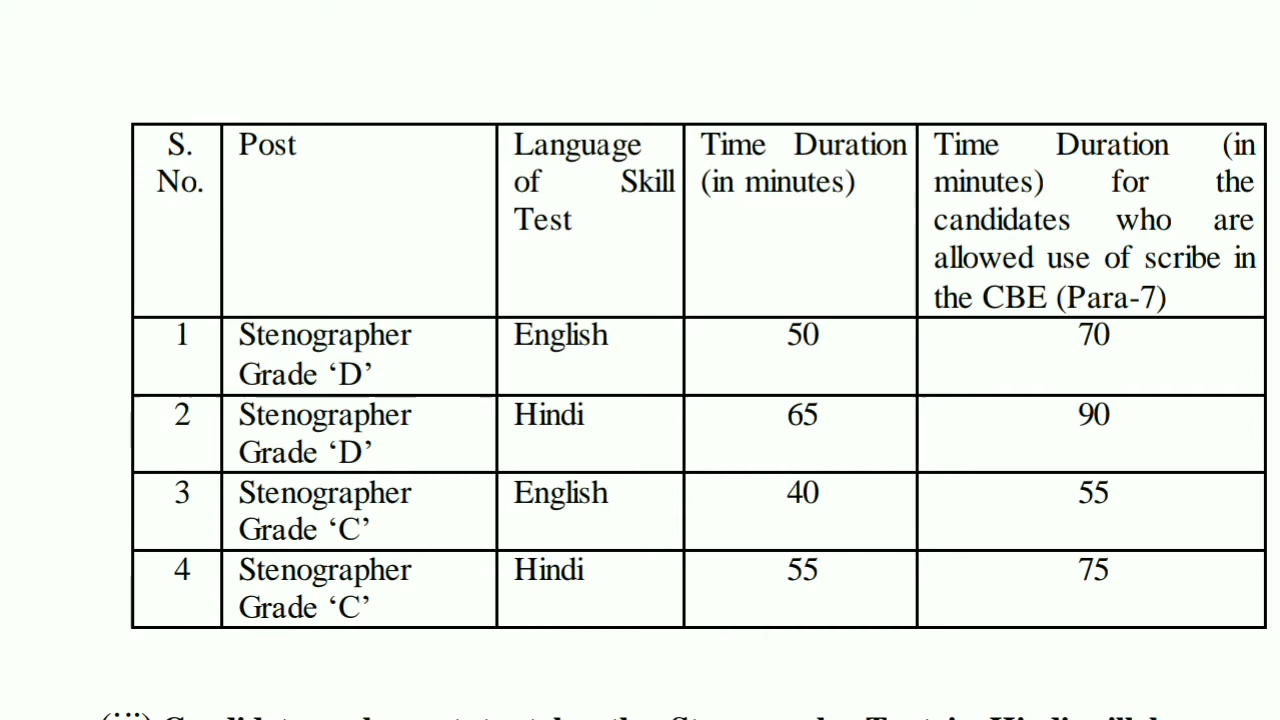 S. No. Post Language of Skill Test Time Duration (in minutes) Time Duration (in minutes) for the candidates who are allowed use of scribe in the CBE (Para-7)
1 Stenographer Grade ‘D’ English 50 70
2 Stenographer Grade ‘D’ Hindi 65 90
3 Stenographer Grade ‘C’ English 40 55
4 Stenographer Grade ‘C’ Hindi 55 75